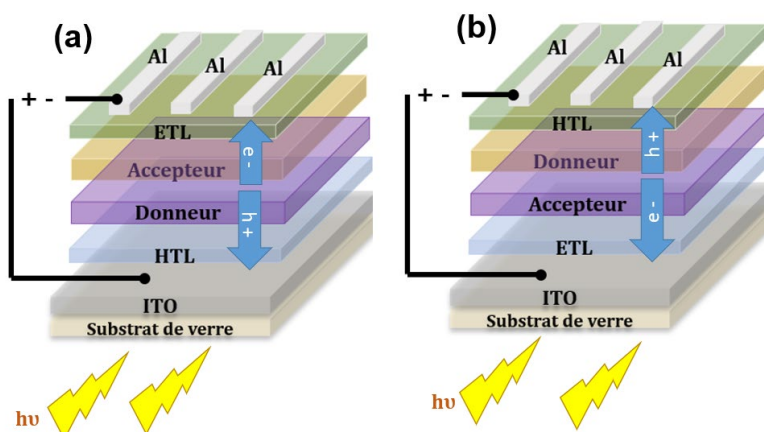 (a)
Al
Al
Al
+ -
ETL
e -
Accepteur
Donneur
h +
HTL
ITO
Substrat de verre
hυ
(b)
Al
Al
Al
+ -
HTL
h +
Donneur
Accepteur
e -
ETL
ITO
Substrat de verre
hυ